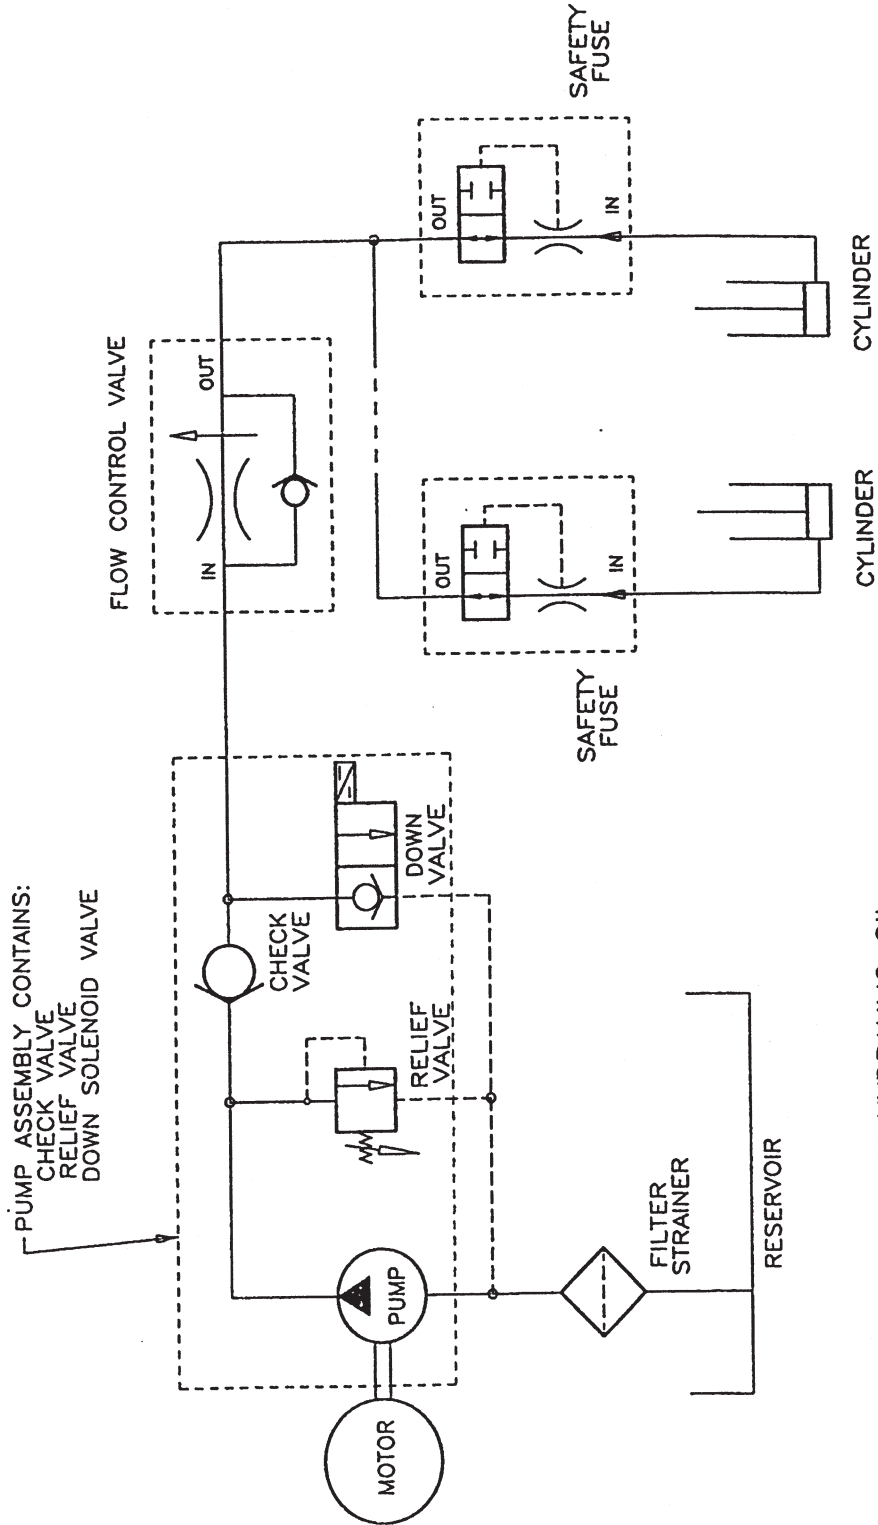 PUMP ASSEMBLY CONTAINS:
CHECK VALVE
RELIEF VALVE
DOWN SOLENOID VALVE
FLOW CONTROL VALVE
IN
OUT
CHECK
VALVE
RELIEF
VALVE
DOWN
VALVE
MOTOR
PUMP
OUT
IN
SAFETY
FUSE
OUT
IN
SAFETY
FUSE
FILTER
STRAINER
RESERVOIR
CYLINDER
CYLINDER